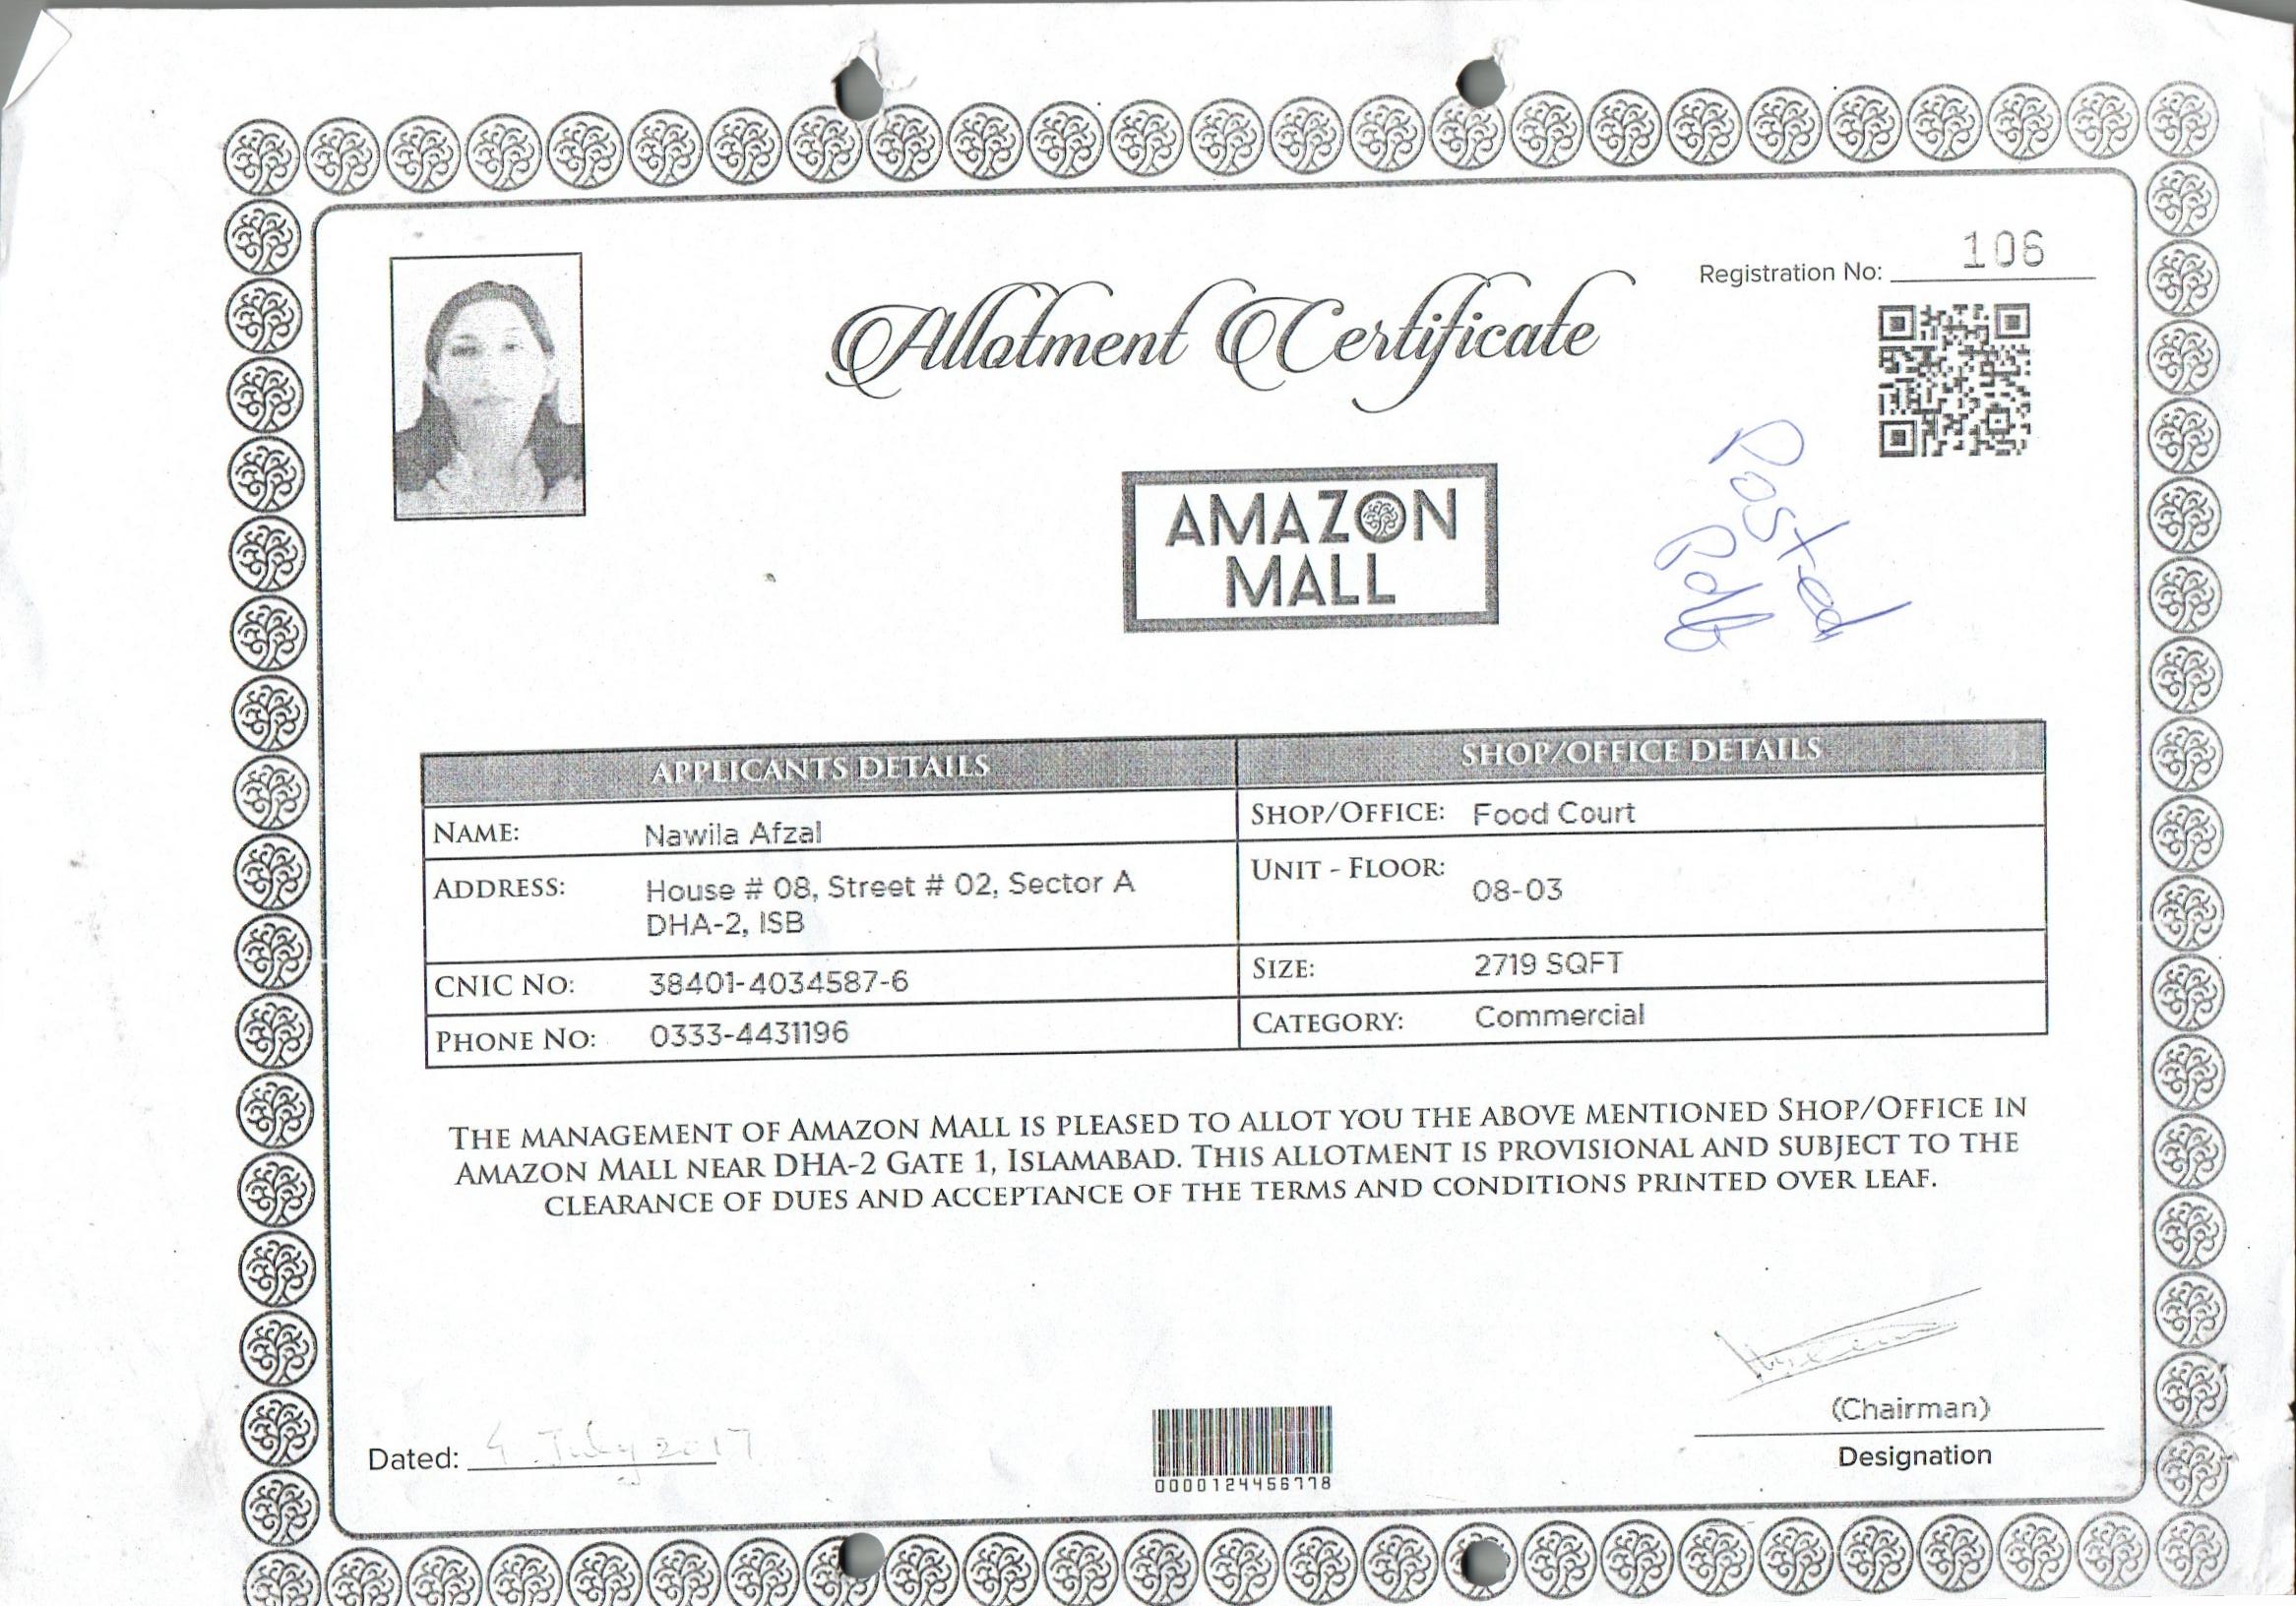 Registration No: 106
Allotment Certificate
AMAZON
MALL
Posted
APPLICANTS DETAILS
SHOP/OFFICE DETAILS
NAME: Nawila Afzal
SHOP/OFFICE: Food Court
ADDRESS: House # 08, Street # 02, Sector A
DHA-2, ISB
UNIT - FLOOR: 08-03
CNIC NO: 38401-4034587-6
SIZE: 2719 SQFT
PHONE NO: 0333-4431196
CATEGORY: Commercial
THE MANAGEMENT OF AMAZON MALL IS PLEASED TO ALLOT YOU THE ABOVE MENTIONED SHOP/OFFICE IN
AMAZON MALL NEAR DHA-2 GATE 1, ISLAMABAD. THIS ALLOTMENT IS PROVISIONAL AND SUBJECT TO THE
CLEARANCE OF DUES AND ACCEPTANCE OF THE TERMS AND CONDITIONS PRINTED OVER LEAF.
(Chairman)
Designation
Dated: 4 July 2017